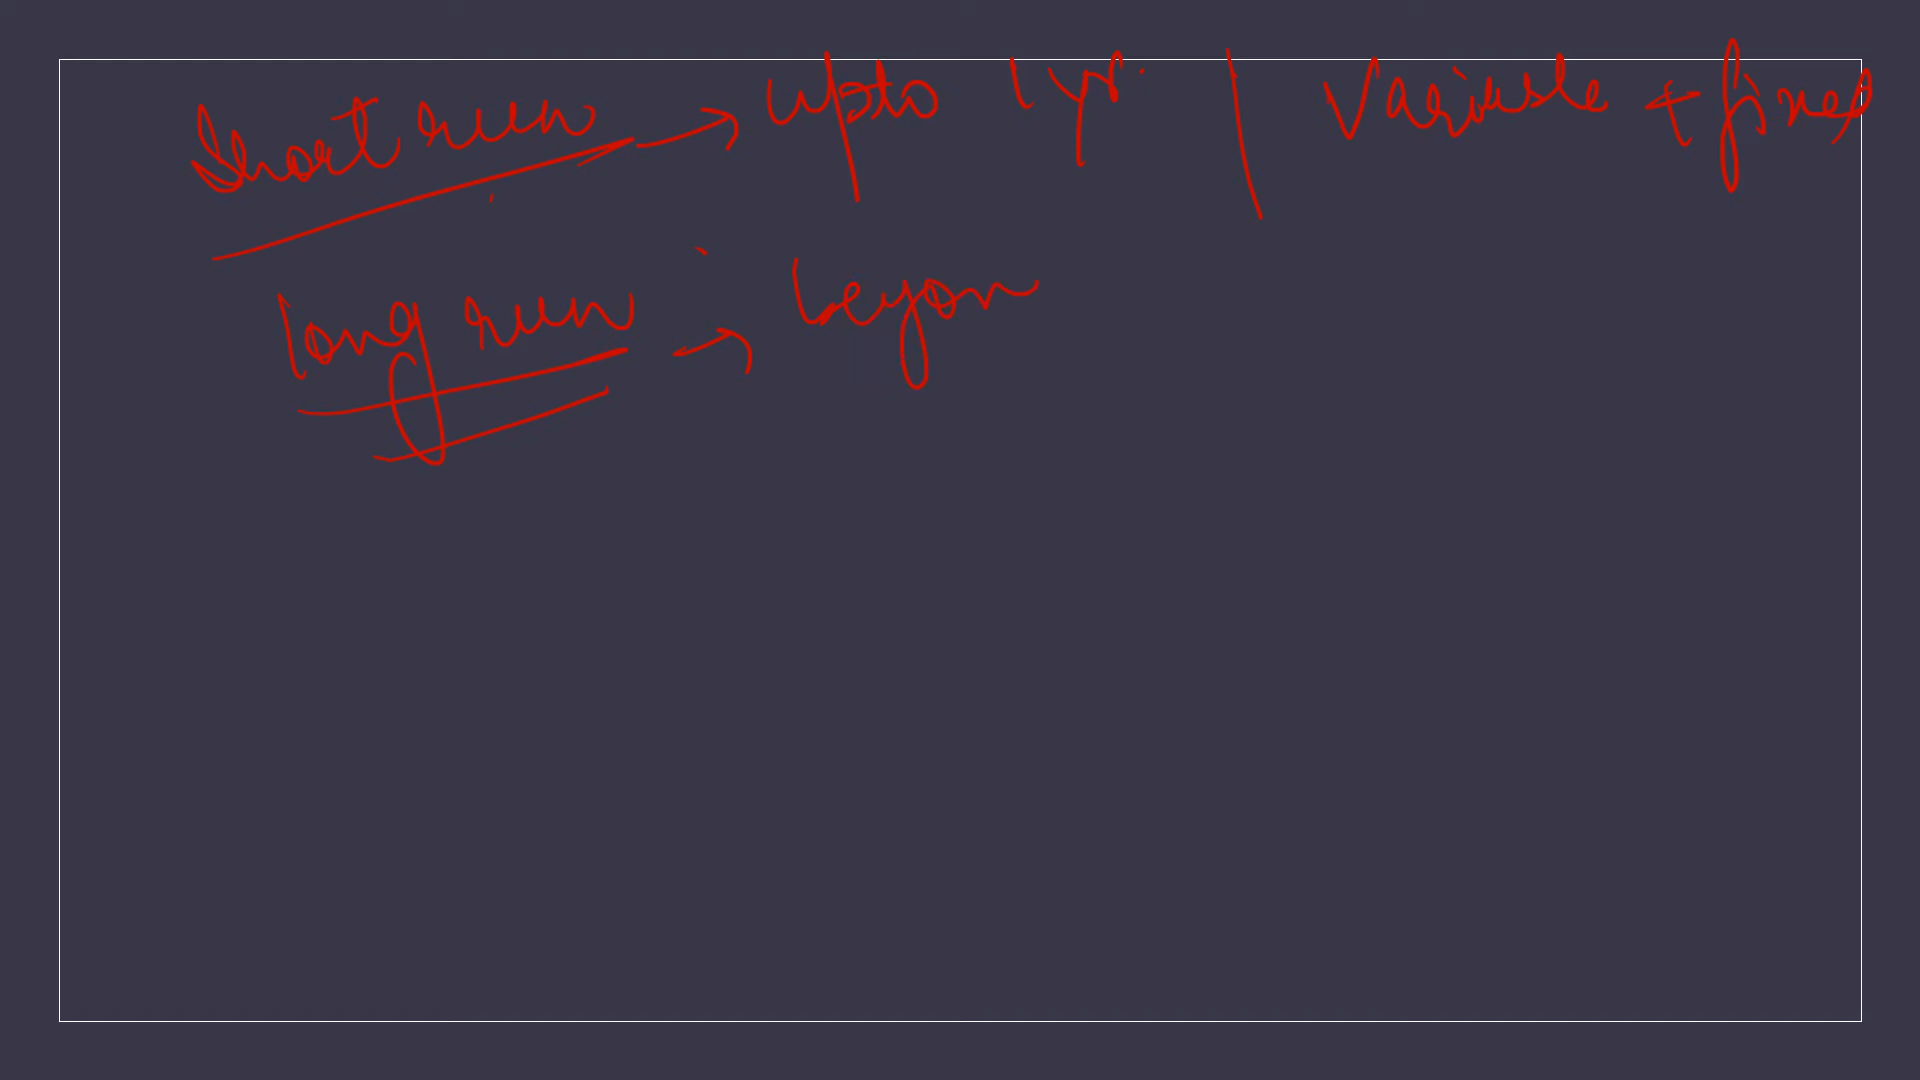 Short run → upto 1 yr. | Variable + fixed
long run → beyon